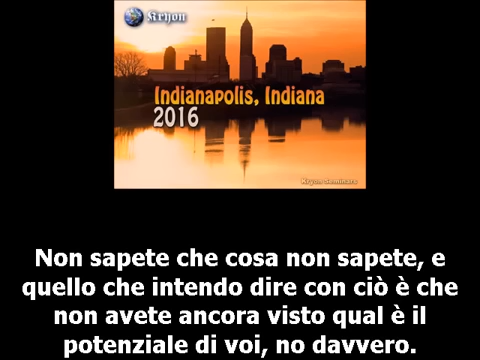 Kryon
Indianapolis, Indiana
2016
Kryon Seminars
Non sapete che cosa non sapete, e
quello che intendo dire con ciò è che
non avete ancora visto qual è il
potenziale di voi, no davvero.